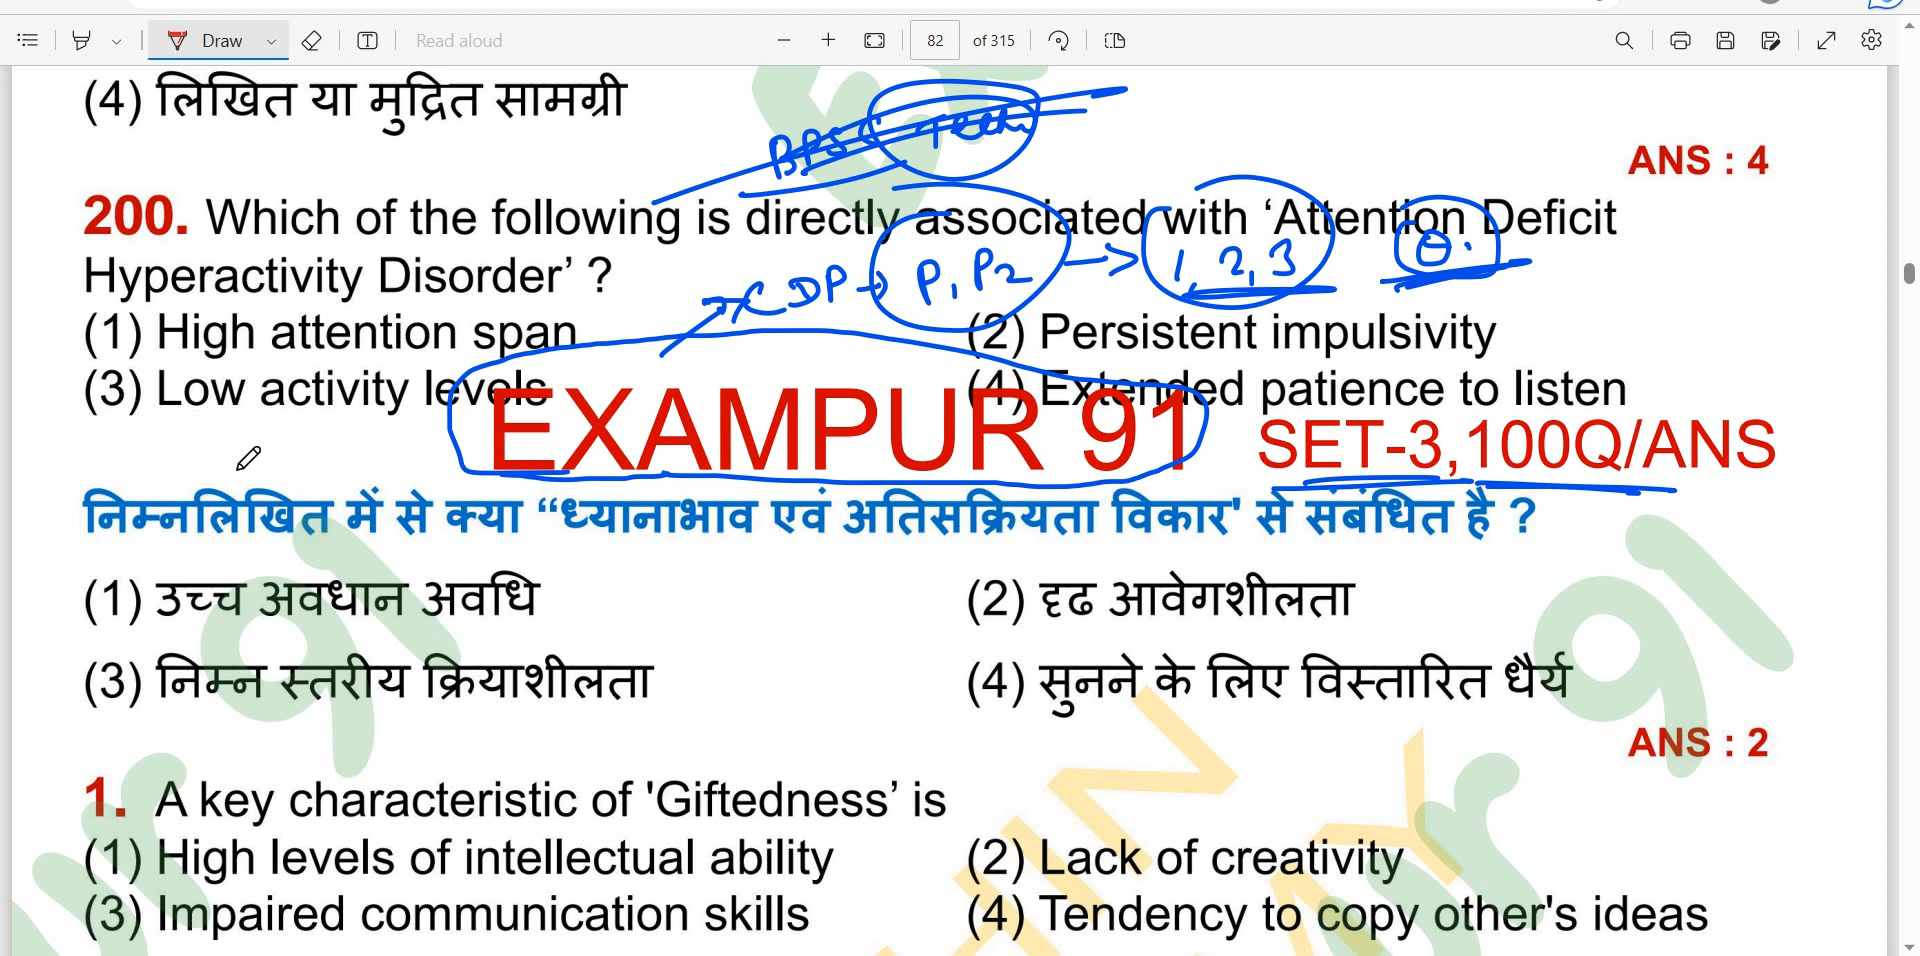 Draw
Read aloud
82 of 315
(4) लिखित या मुद्रित सामग्री
BPSC Teach
ANS : 4
200. Which of the following is directly associated with ‘Attention Deficit
Hyperactivity Disorder’ ?
CDP → P1 P2 → 1, 2, 3
(1) High attention span (2) Persistent impulsivity
(3) Low activity levels (4) Extended patience to listen
EXAMPUR 91 SET-3,100Q/ANS
निम्नलिखित में से क्या “ध्यानाभाव एवं अतिसक्रियता विकार' से संबंधित है ?
(1) उच्च अवधान अवधि (2) दृढ आवेगशीलता
(3) निम्न स्तरीय क्रियाशीलता (4) सुनने के लिए विस्तारित धैर्य
ANS : 2
1. A key characteristic of 'Giftedness’ is
(1) High levels of intellectual ability (2) Lack of creativity
(3) Impaired communication skills (4) Tendency to copy other's ideas